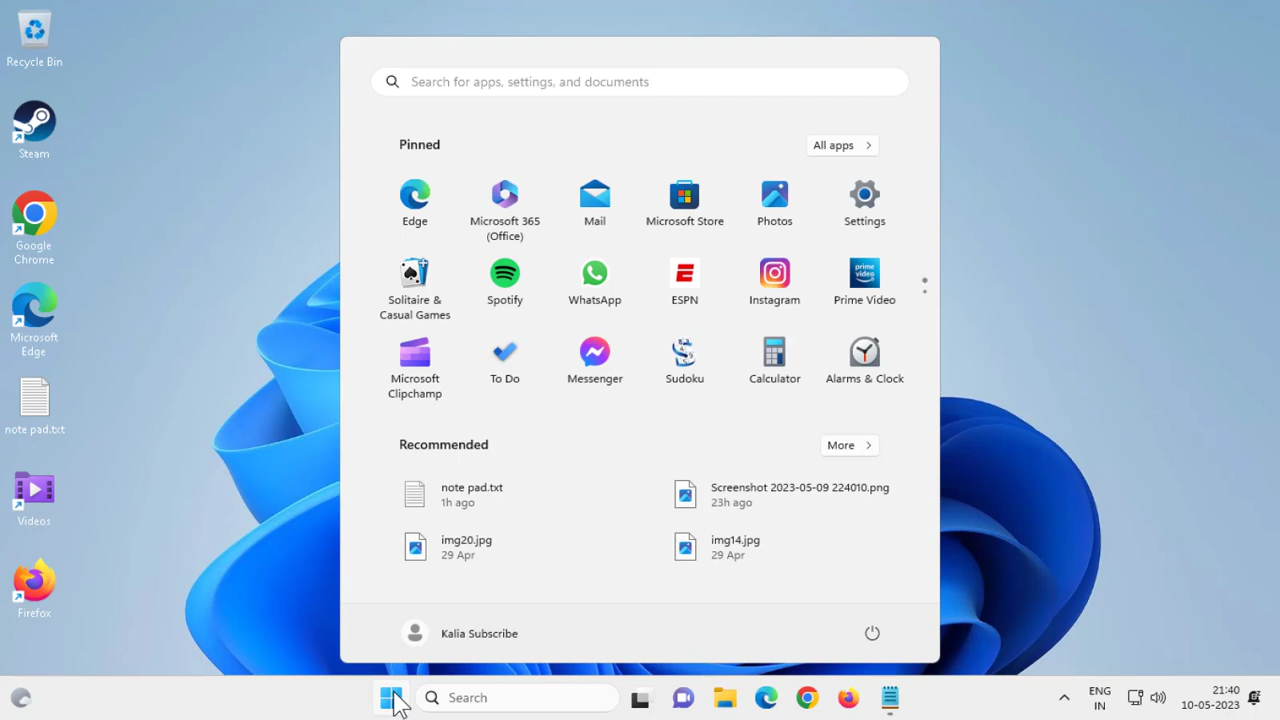 Recycle Bin
Steam
Google
Chrome
Microsoft
Edge
note pad.txt
Videos
Firefox
Search for apps, settings, and documents
Pinned
All apps
Edge
Microsoft 365
(Office)
Mail
Microsoft Store
Photos
Settings
Solitaire &
Casual Games
Spotify
WhatsApp
ESPN
Instagram
prime
video
Prime Video
Microsoft
Clipchamp
To Do
Messenger
Sudoku
Calculator
Alarms & Clock
Recommended
More
note pad.txt
1h ago
Screenshot 2023-05-09 224010.png
23h ago
img20.jpg
29 Apr
img14.jpg
29 Apr
Kalia Subscribe
Search
ENG
IN
21:40
10-05-2023